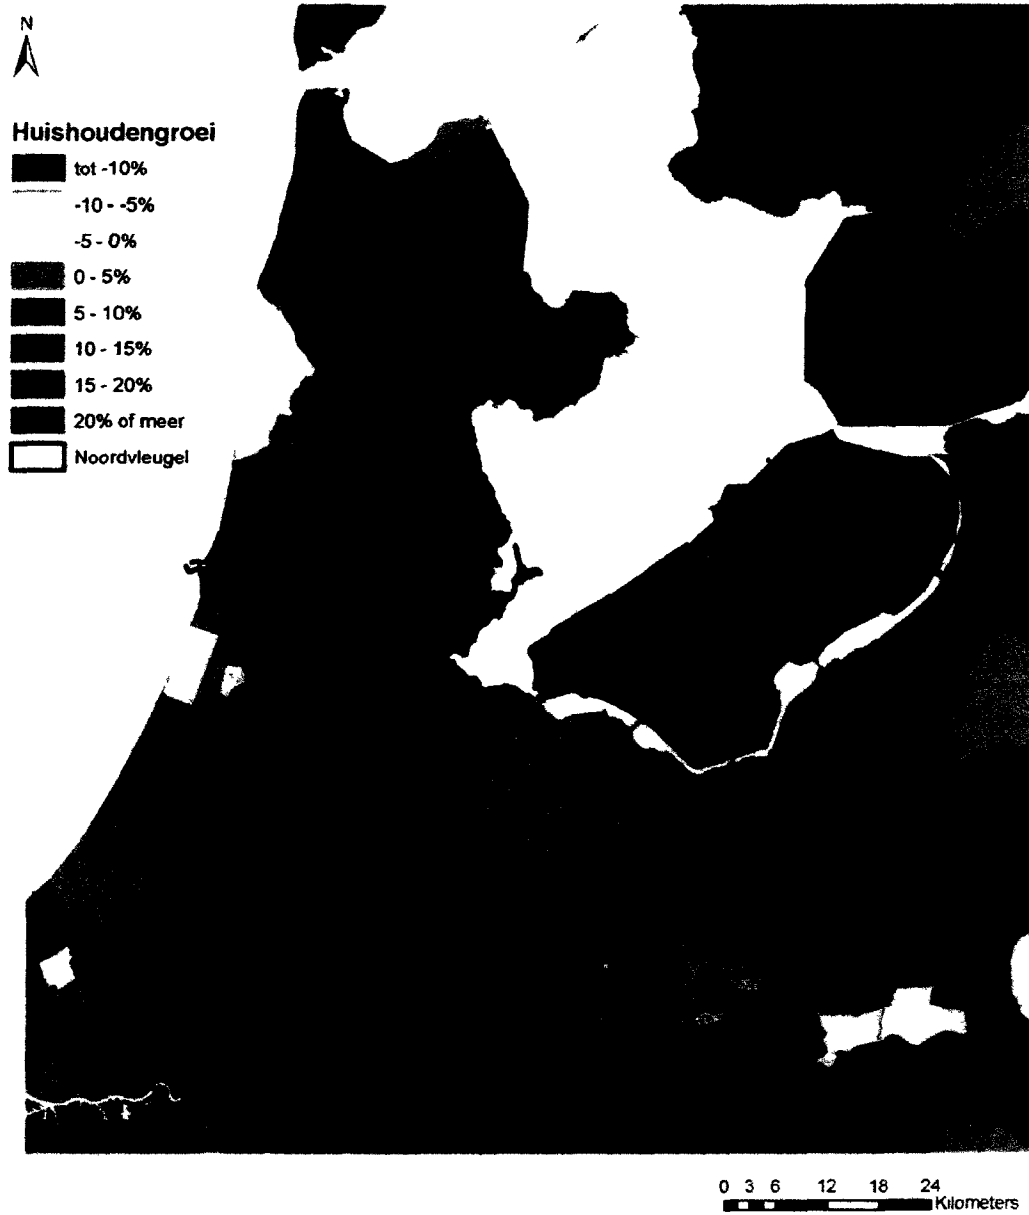 N
Huishoudengroei
tot -10%
-10 - -5%
-5 - 0%
0 - 5%
5 - 10%
10 - 15%
15 - 20%
20% of meer
Noordvleugel
0 3 6 12 18 24
Kilometers